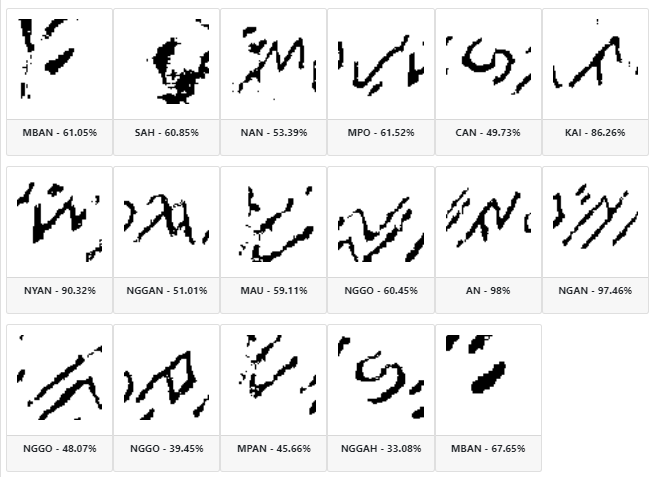 MBAN - 61.05% SAH - 60.85% NAN - 53.39% MPO - 61.52% CAN - 49.73% KAI - 86.26%
NYAN - 90.32% NGGAN - 51.01% MAU - 59.11% NGGO - 60.45% AN - 98% NGAN - 97.46%
NGGO - 48.07% NGGO - 39.45% MPAN - 45.66% NGGAH - 33.08% MBAN - 67.65%